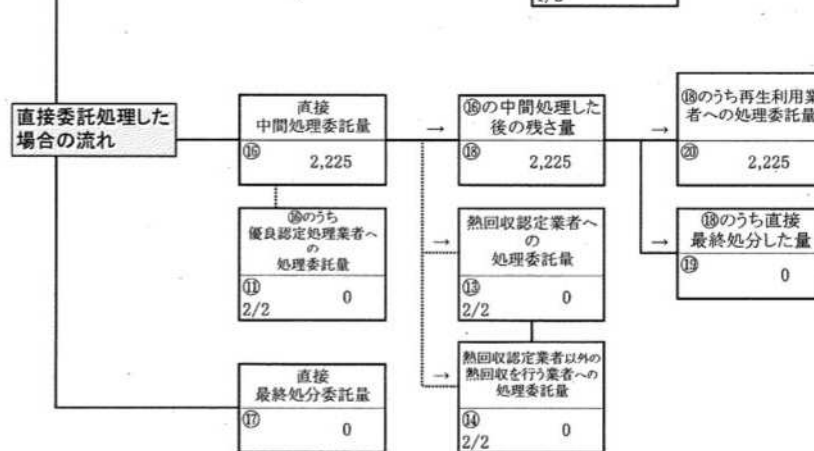 直接委託処理した
場合の流れ
直接
中間処理委託量
⑯
2,225
→
⑯の中間処理した
後の残さ量
⑱
2,225
→
⑱のうち再生利用業
者への処理委託量
⑳
2,225
⑯のうち
優良認定処理業者へ
の
処理委託量
⑪
2/2
0
→
熱回収認定業者へ
の
処理委託量
⑬
2/2
0
→
⑱のうち直接
最終処分した量
⑲
0
直接
最終処分委託量
⑰
0
→
熱回収認定業者以外の
熱回収を行う業者への
処理委託量
⑭
2/2
0